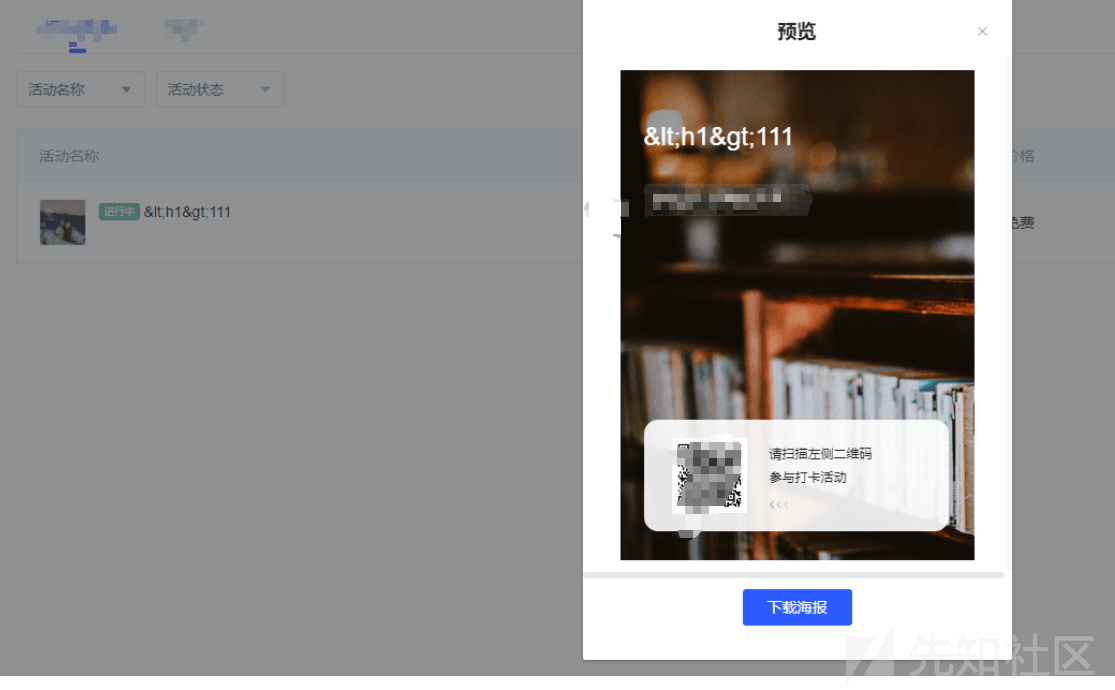 预览
活动名称
活动状态
活动名称
价格
进行中 &lt;h1&gt;111
免费
&lt;h1&gt;111
请扫描左侧二维码
参与打卡活动
下载海报
先知社区